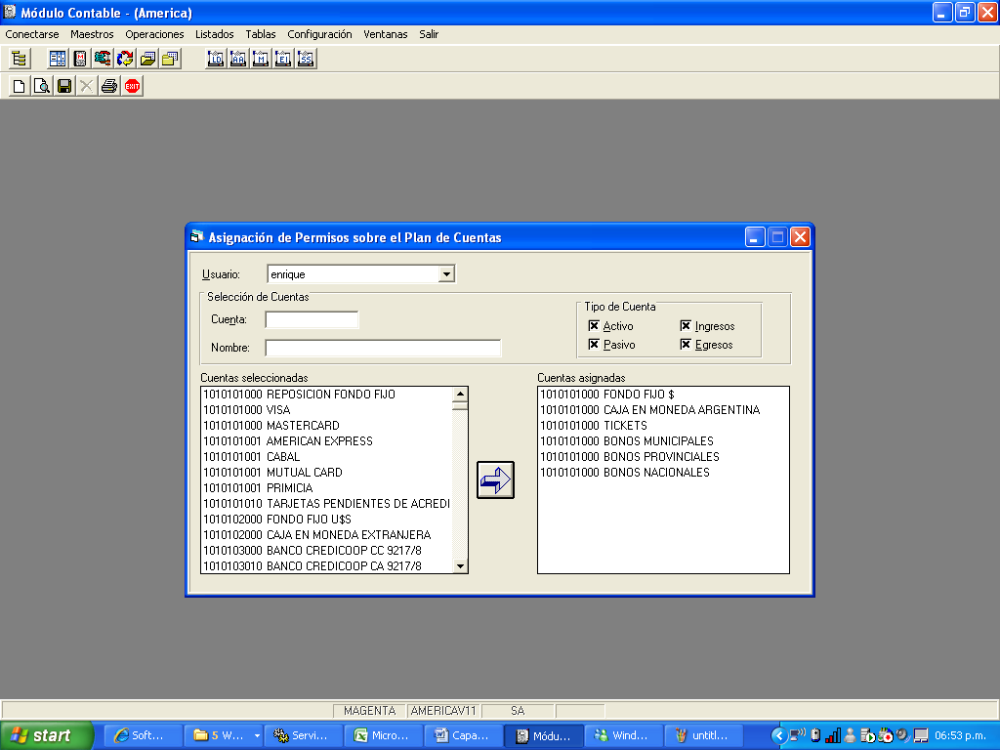 Módulo Contable - (America)
Conectarse Maestros Operaciones Listados Tablas Configuración Ventanas Salir
LD AA M EI SS
EXIT
Asignación de Permisos sobre el Plan de Cuentas
Usuario: enrique
Selección de Cuentas
Cuenta:
Nombre:
Tipo de Cuenta
Activo Ingresos
Pasivo Egresos
Cuentas seleccionadas
1010101000 REPOSICION FONDO FIJO
1010101000 VISA
1010101000 MASTERCARD
1010101001 AMERICAN EXPRESS
1010101001 CABAL
1010101001 MUTUAL CARD
1010101001 PRIMICIA
1010101010 TARJETAS PENDIENTES DE ACREDI
1010102000 FONDO FIJO U$S
1010102000 CAJA EN MONEDA EXTRANJERA
1010103000 BANCO CREDICOOP CC 9217/8
1010103010 BANCO CREDICOOP CA 9217/8
Cuentas asignadas
1010101000 FONDO FIJO $
1010101000 CAJA EN MONEDA ARGENTINA
1010101000 TICKETS
1010101000 BONOS MUNICIPALES
1010101000 BONOS PROVINCIALES
1010101000 BONOS NACIONALES
MAGENTA AMERICAV11 SA
start Soft... 5 W... Servi... Micro... Capa... Módu... Wind... untitl... 06:53 p.m.